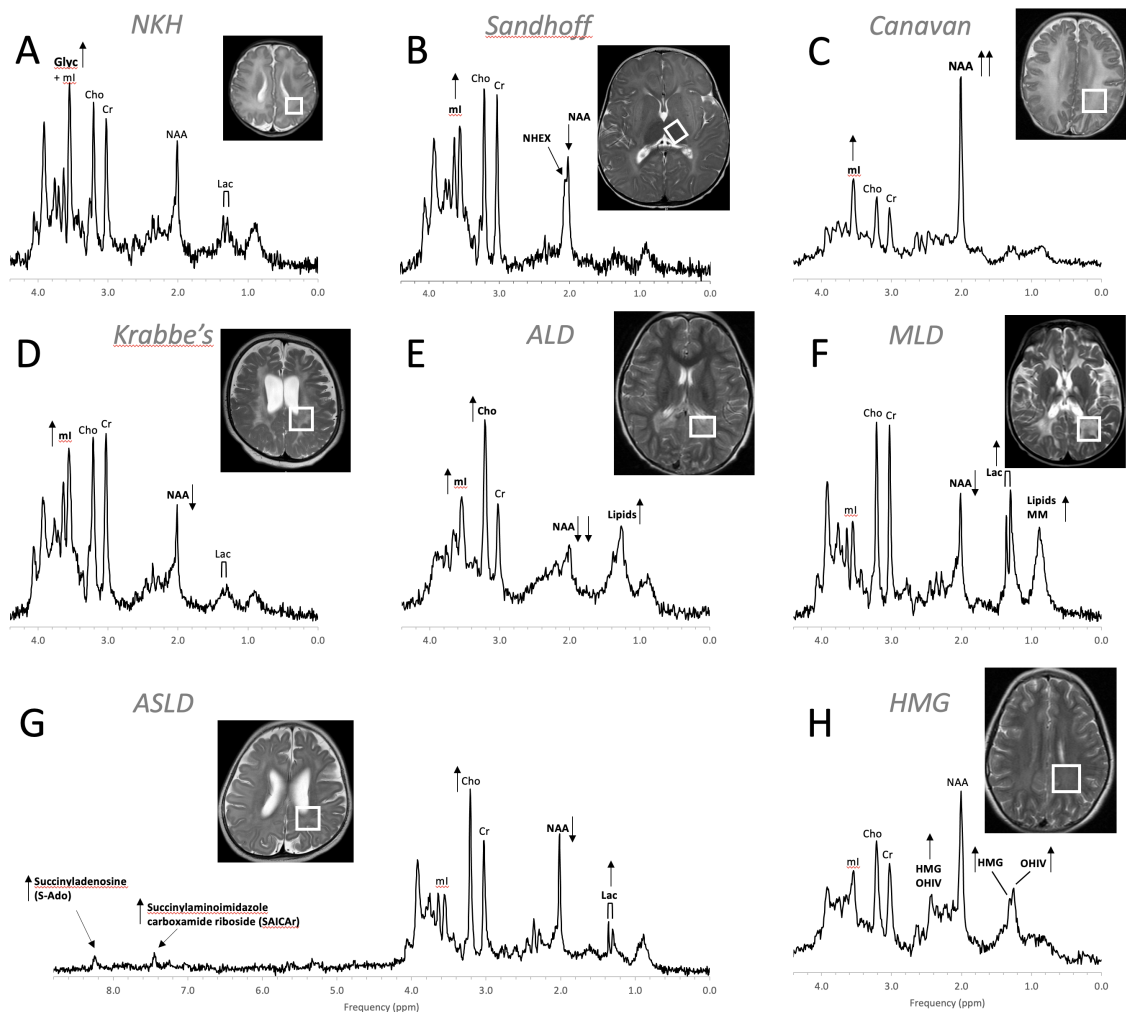 NKH
A
Glyc
+ mI
Cho
Cr
NAA
Lac
4.0 3.0 2.0 1.0 0.0
Sandhoff
B
mI
Cho
Cr
NHEX
NAA
4.0 3.0 2.0 1.0 0.0
Canavan
C
NAA
mI
Cho
Cr
4.0 3.0 2.0 1.0 0.0
Krabbe's
D
mI
Cho
Cr
NAA
Lac
4.0 3.0 2.0 1.0 0.0
ALD
E
Cho
mI
Cr
NAA
Lipids
4.0 3.0 2.0 1.0 0.0
MLD
F
Cho
Cr
mI
NAA
Lac
Lipids
MM
4.0 3.0 2.0 1.0 0.0
ASLD
G
Succinyladenosine
(S-Ado)
Succinylaminoimidazole
carboxamide riboside (SAICAr)
mI
Cho
Cr
NAA
Lac
8.0 7.0 6.0 5.0 4.0 3.0 2.0 1.0 0.0
Frequency (ppm)
HMG
H
mI
Cho
Cr
HMG
OHIV
NAA
HMG
OHIV
4.0 3.0 2.0 1.0 0.0
Frequency (ppm)